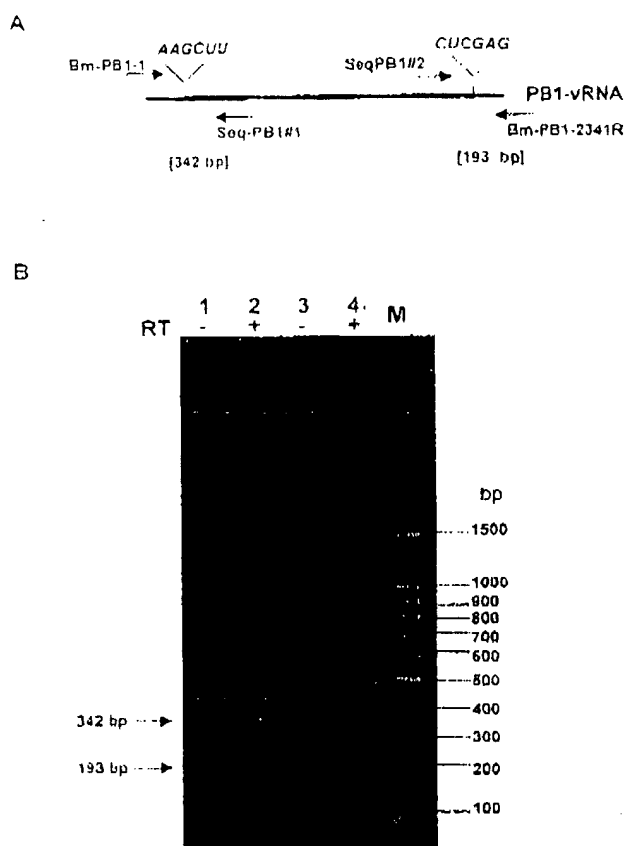 A
AAGCUU
CUCGAG
Bm-PB1-1
SeqPB1#2
PB1-vRNA
Seq-PB1#1
Bm-PB1-2341R
[342 bp]
[193 bp]
B
1 2 3 4 M
RT - + - +
bp
1500
1000
900
800
700
600
500
400
342 bp
300
193 bp
200
100